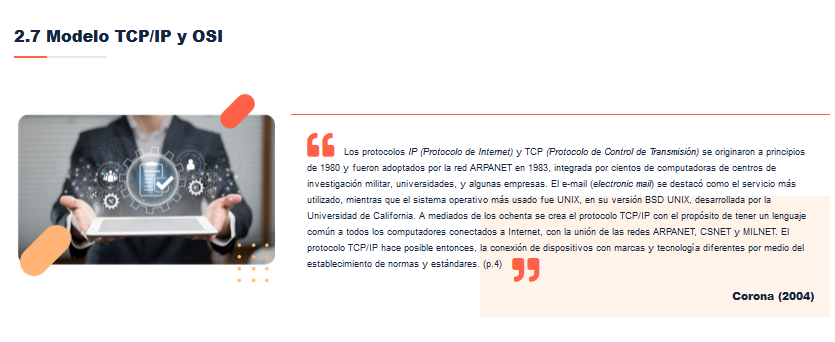 2.7 Modelo TCP/IP y OSI
Los protocolos IP (Protocolo de Internet) y TCP (Protocolo de Control de Transmisión) se originaron a principios
de 1980 y fueron adoptados por la red ARPANET en 1983, integrada por cientos de computadoras de centros de
investigación militar, universidades, y algunas empresas. El e-mail (electronic mail) se destacó como el servicio más
utilizado, mientras que el sistema operativo más usado fue UNIX, en su versión BSD UNIX, desarrollada por la
Universidad de California. A mediados de los ochenta se crea el protocolo TCP/IP con el propósito de tener un lenguaje
común a todos los computadores conectados a Internet, con la unión de las redes ARPANET, CSNET y MILNET. El
protocolo TCP/IP hace posible entonces, la conexión de dispositivos con marcas y tecnología diferentes por medio del
establecimiento de normas y estándares. (p.4)
Corona (2004)